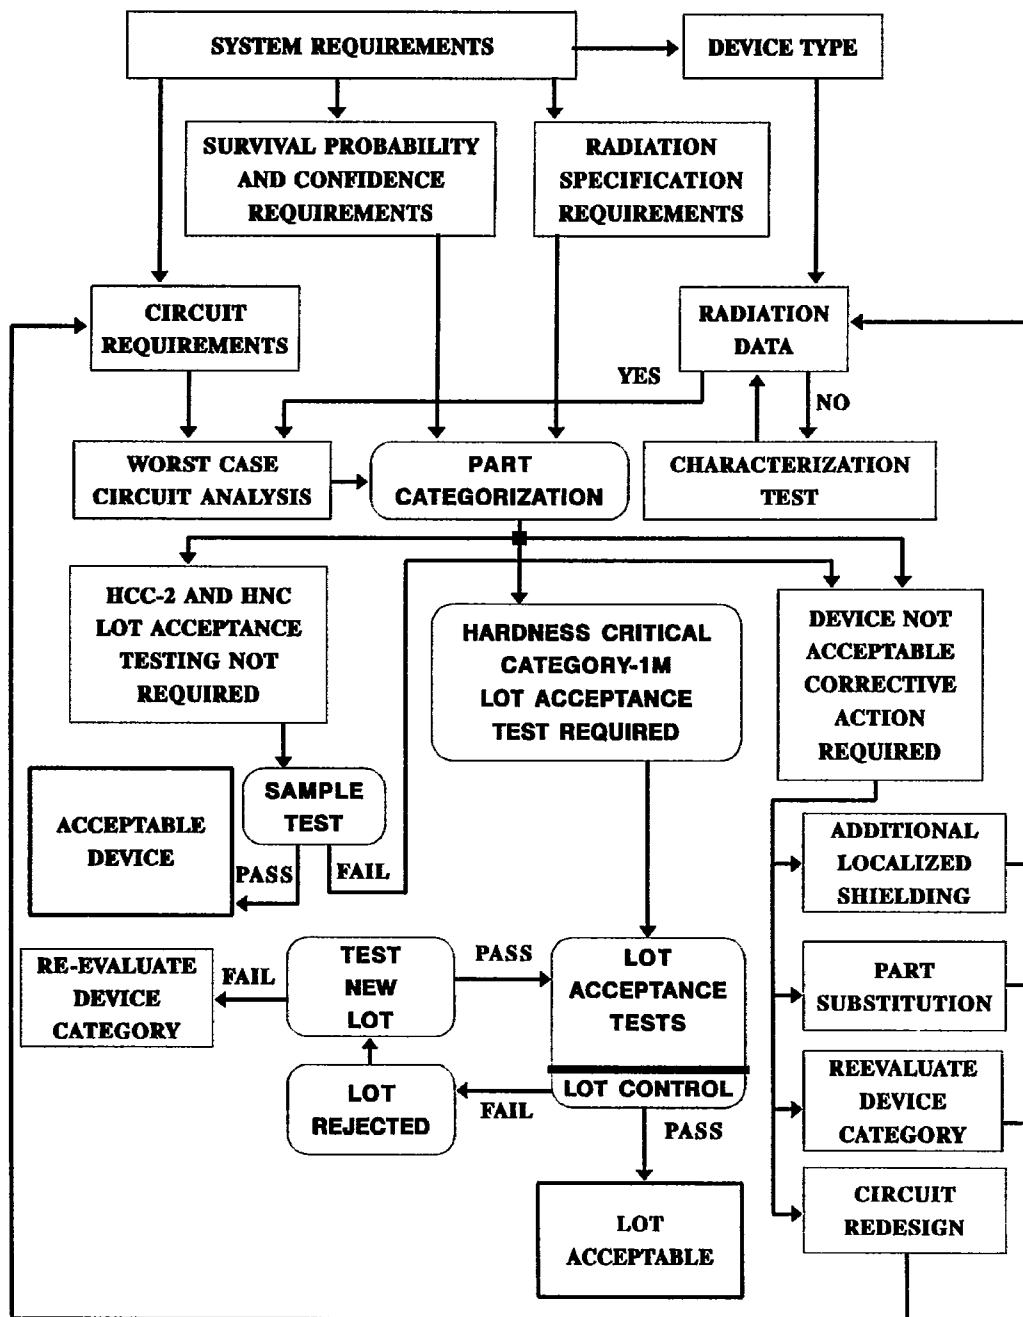 SYSTEM REQUIREMENTS
DEVICE TYPE
SURVIVAL PROBABILITY
AND CONFIDENCE
REQUIREMENTS
RADIATION
SPECIFICATION
REQUIREMENTS
CIRCUIT
REQUIREMENTS
RADIATION
DATA
YES
NO
WORST CASE
CIRCUIT ANALYSIS
PART
CATEGORIZATION
CHARACTERIZATION
TEST
HCC-2 AND HNC
LOT ACCEPTANCE
TESTING NOT
REQUIRED
HARDNESS CRITICAL
CATEGORY-1M
LOT ACCEPTANCE
TEST REQUIRED
DEVICE NOT
ACCEPTABLE
CORRECTIVE
ACTION
REQUIRED
ACCEPTABLE
DEVICE
SAMPLE
TEST
PASS
FAIL
ADDITIONAL
LOCALIZED
SHIELDING
RE-EVALUATE
DEVICE
CATEGORY
FAIL
TEST
NEW
LOT
PASS
LOT
ACCEPTANCE
TESTS
PART
SUBSTITUTION
LOT
REJECTED
FAIL
LOT CONTROL
PASS
REEVALUATE
DEVICE
CATEGORY
LOT
ACCEPTABLE
CIRCUIT
REDESIGN